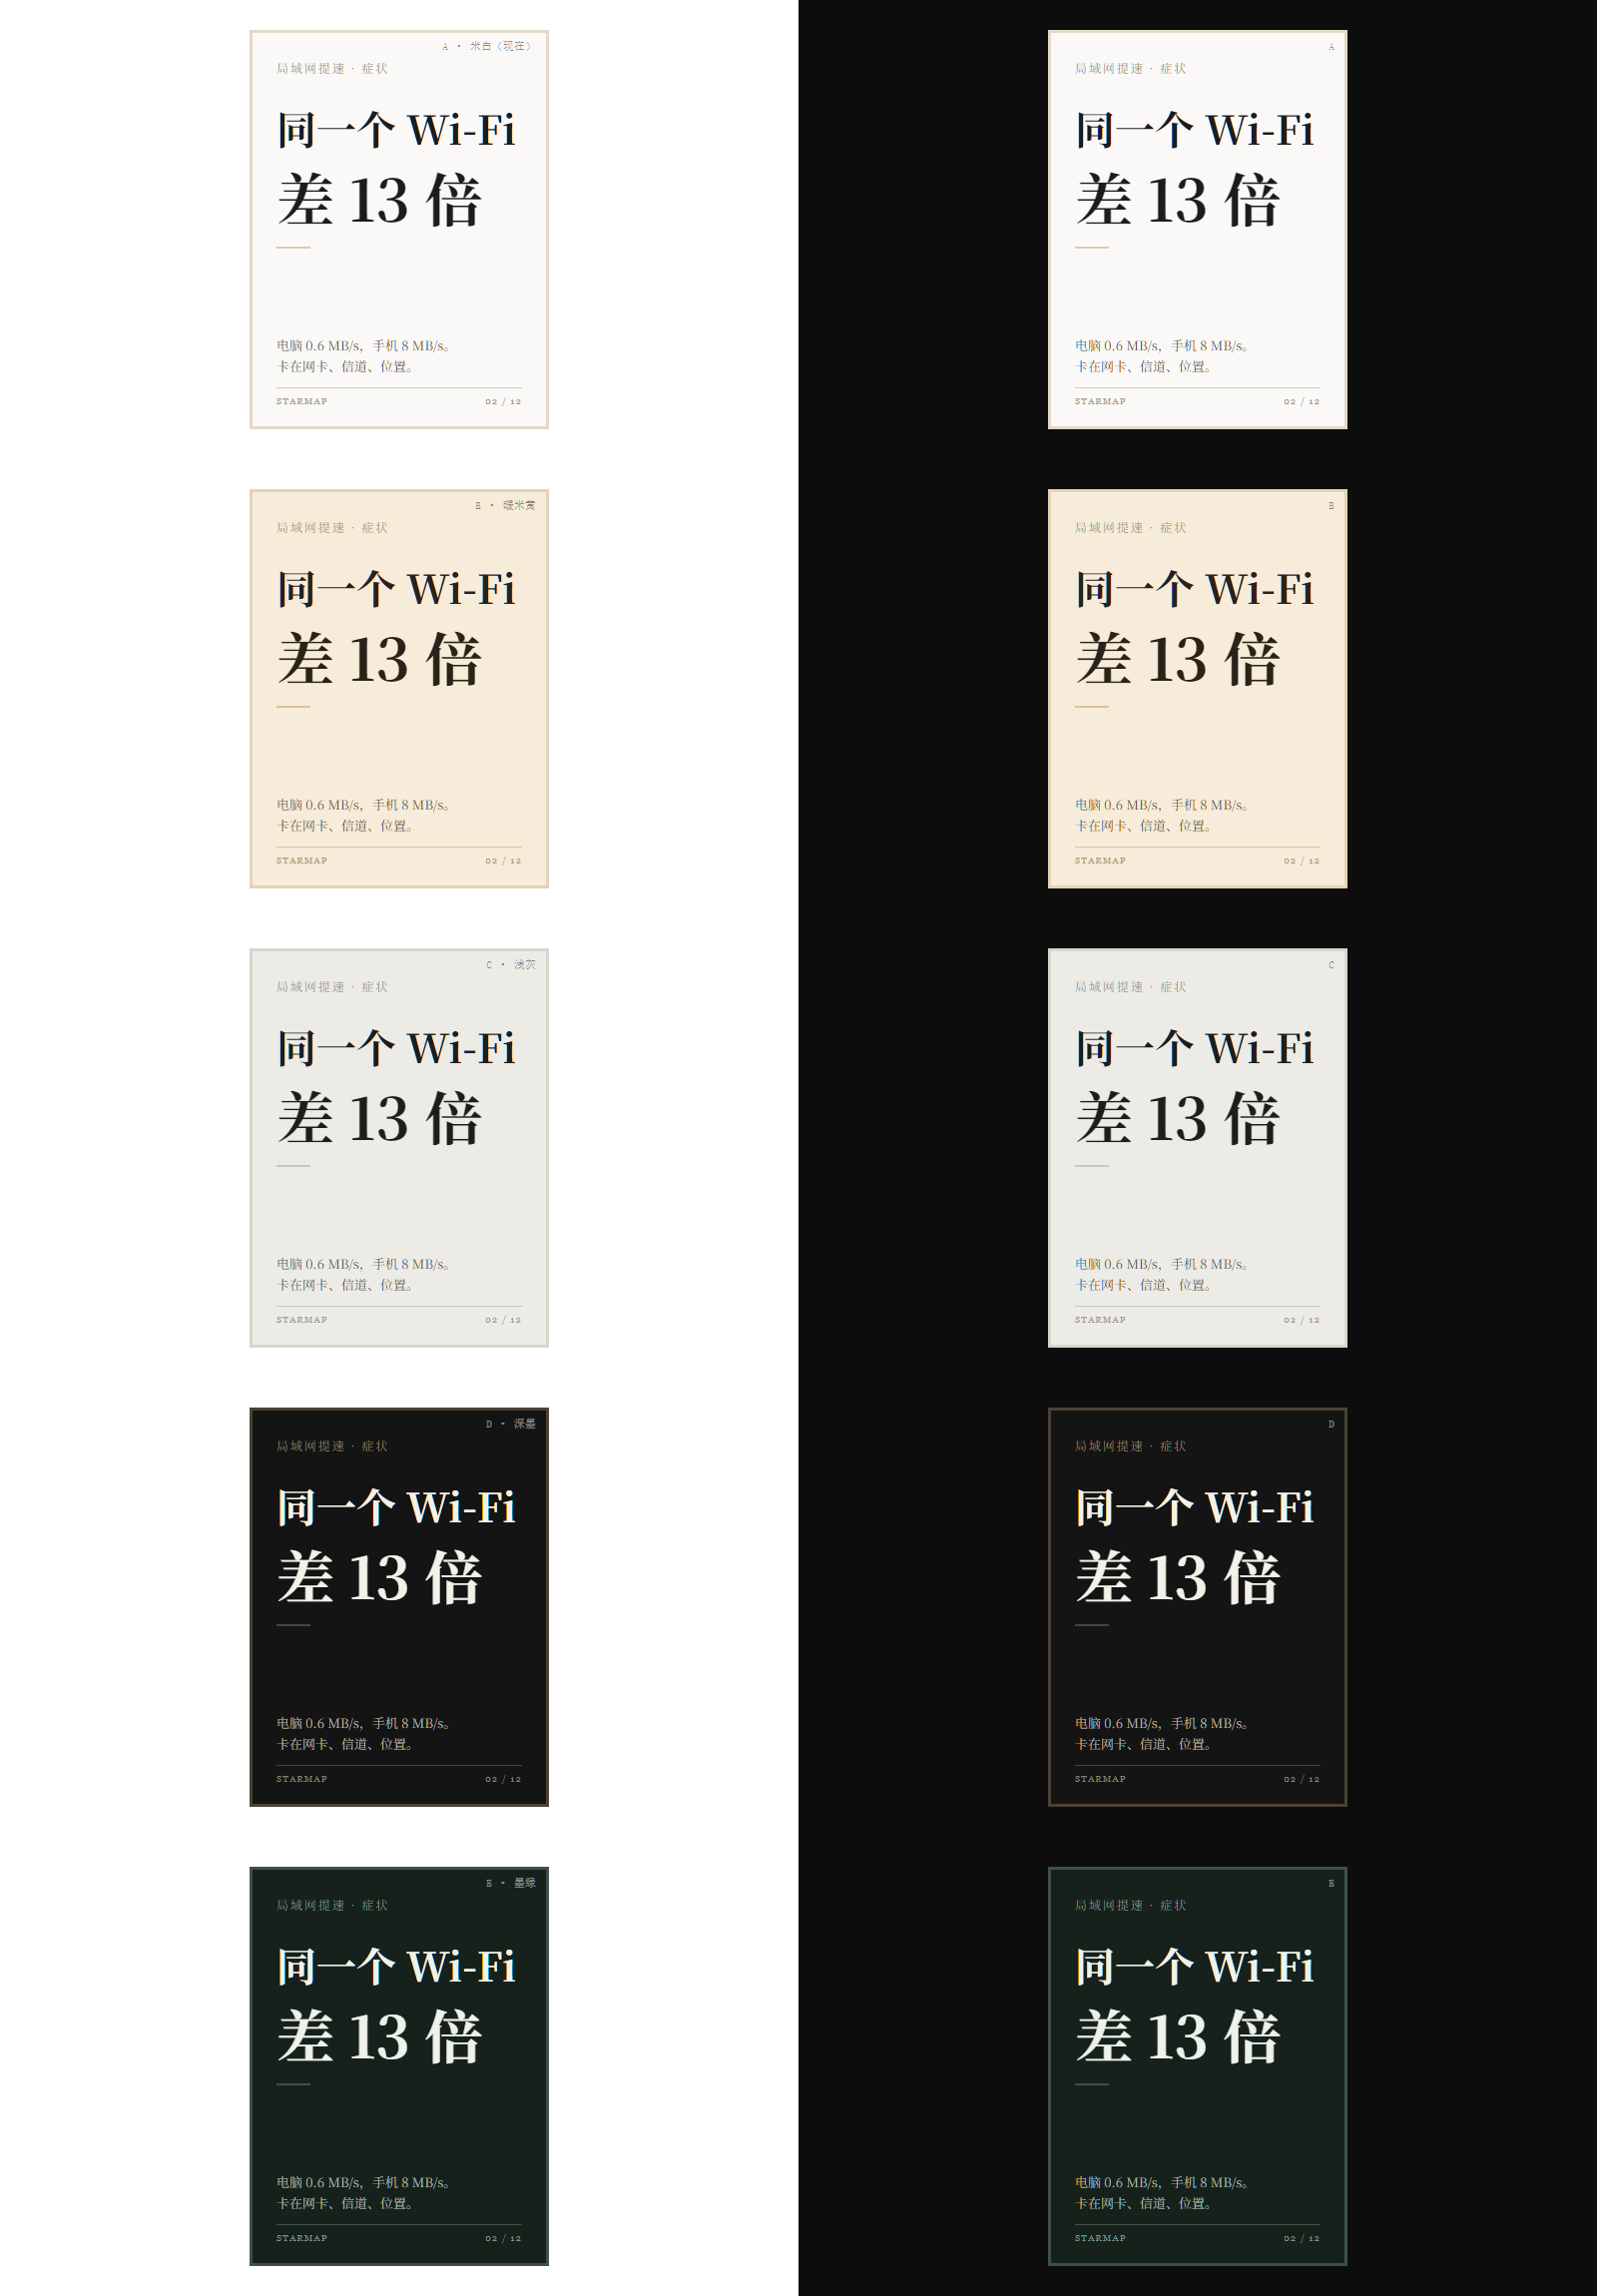 A · 米白（现在）
局域网提速 · 症状
同一个 Wi-Fi
差 13 倍
电脑 0.6 MB/s，手机 8 MB/s。
卡在网卡、信道、位置。
STARMAP 02 / 12
A
局域网提速 · 症状
同一个 Wi-Fi
差 13 倍
电脑 0.6 MB/s，手机 8 MB/s。
卡在网卡、信道、位置。
STARMAP 02 / 12
B · 暖米黄
局域网提速 · 症状
同一个 Wi-Fi
差 13 倍
电脑 0.6 MB/s，手机 8 MB/s。
卡在网卡、信道、位置。
STARMAP 02 / 12
B
局域网提速 · 症状
同一个 Wi-Fi
差 13 倍
电脑 0.6 MB/s，手机 8 MB/s。
卡在网卡、信道、位置。
STARMAP 02 / 12
C · 浅灰
局域网提速 · 症状
同一个 Wi-Fi
差 13 倍
电脑 0.6 MB/s，手机 8 MB/s。
卡在网卡、信道、位置。
STARMAP 02 / 12
C
局域网提速 · 症状
同一个 Wi-Fi
差 13 倍
电脑 0.6 MB/s，手机 8 MB/s。
卡在网卡、信道、位置。
STARMAP 02 / 12
D · 深墨
局域网提速 · 症状
同一个 Wi-Fi
差 13 倍
电脑 0.6 MB/s，手机 8 MB/s。
卡在网卡、信道、位置。
STARMAP 02 / 12
D
局域网提速 · 症状
同一个 Wi-Fi
差 13 倍
电脑 0.6 MB/s，手机 8 MB/s。
卡在网卡、信道、位置。
STARMAP 02 / 12
E · 墨绿
局域网提速 · 症状
同一个 Wi-Fi
差 13 倍
电脑 0.6 MB/s，手机 8 MB/s。
卡在网卡、信道、位置。
STARMAP 02 / 12
E
局域网提速 · 症状
同一个 Wi-Fi
差 13 倍
电脑 0.6 MB/s，手机 8 MB/s。
卡在网卡、信道、位置。
STARMAP 02 / 12